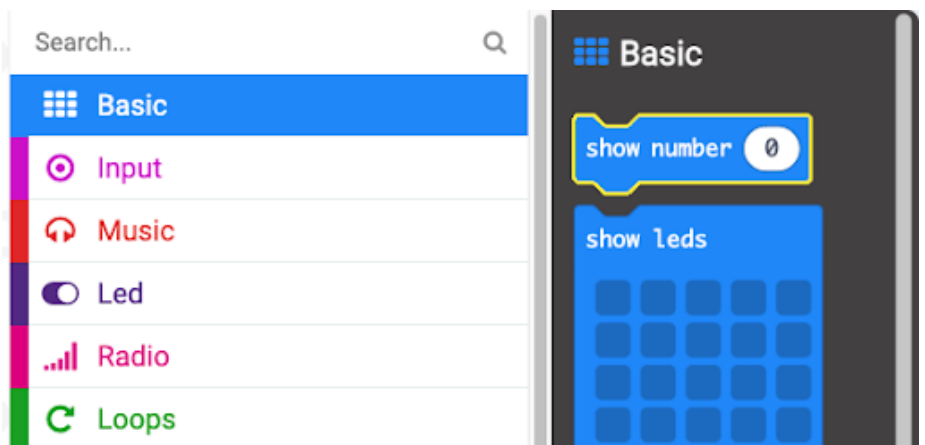 Search...
Basic
Input
Music
Led
Radio
Loops
Basic
show number 0
show leds